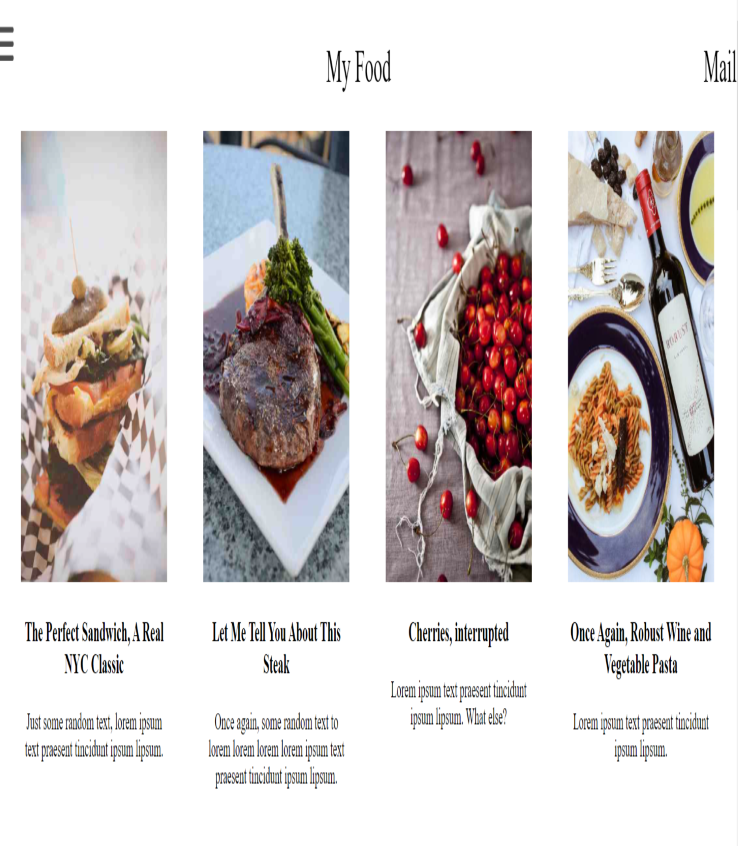 My Food
Mail
The Perfect Sandwich, A Real
NYC Classic
Just some random text, lorem ipsum
text praesent tincidunt ipsum lipsum.
Let Me Tell You About This
Steak
Once again, some random text to
lorem lorem lorem lorem ipsum text
praesent tincidunt ipsum lipsum.
Cherries, interrupted
Lorem ipsum text praesent tincidunt
ipsum lipsum. What else?
ROBUST
Once Again, Robust Wine and
Vegetable Pasta
Lorem ipsum text praesent tincidunt
ipsum lipsum.